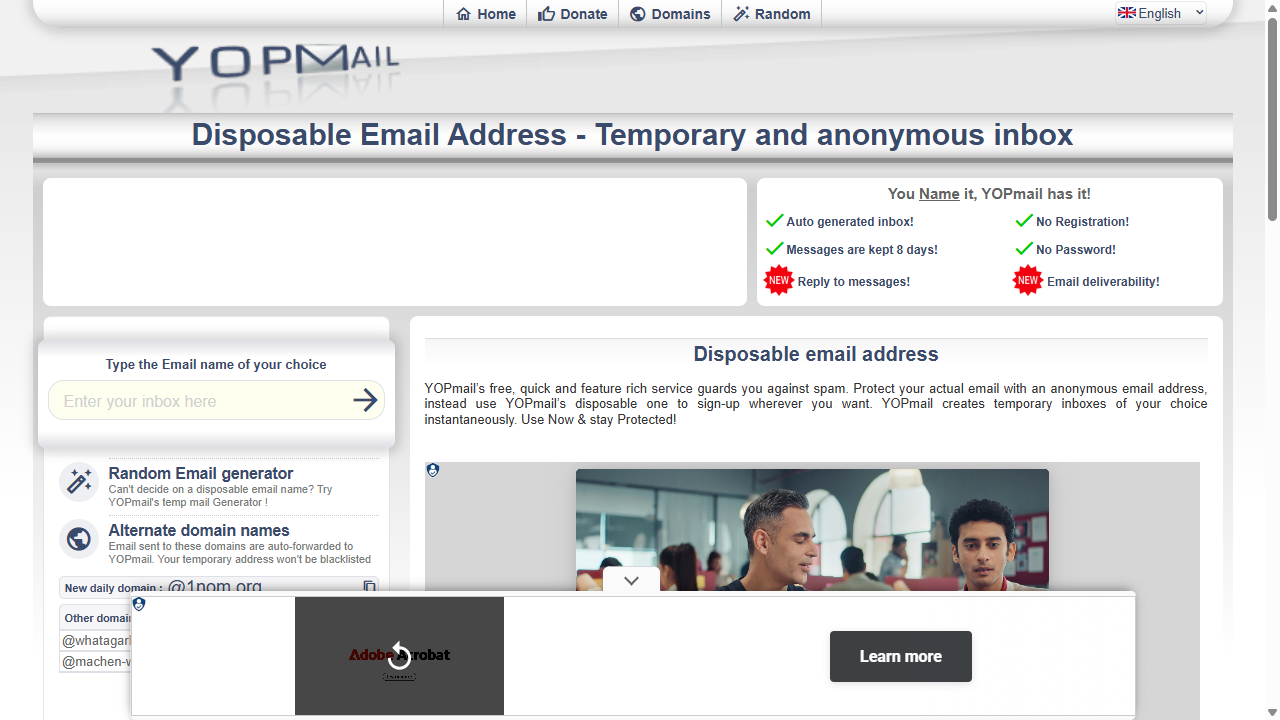 Home
Donate
Domains
Random
English
YOPMAIL
Disposable Email Address - Temporary and anonymous inbox
You Name it, YOPmail has it!
Auto generated inbox!
No Registration!
Messages are kept 8 days!
No Password!
NEW Reply to messages!
NEW Email deliverability!
Type the Email name of your choice
Enter your inbox here
Random Email generator
Can't decide on a disposable email name? Try
YOPmail's temp mail Generator !
Alternate domain names
Email sent to these domains are auto-forwarded to
YOPmail. Your temporary address won't be blacklisted
New daily domain : @1nom.org
Other domai
@whatagarl
@machen-w
Disposable email address
YOPmail's free, quick and feature rich service guards you against spam. Protect your actual email with an anonymous email address,
instead use YOPmail's disposable one to sign-up wherever you want. YOPmail creates temporary inboxes of your choice
instantaneously. Use Now & stay Protected!
Adobe Acrobat
Learn more